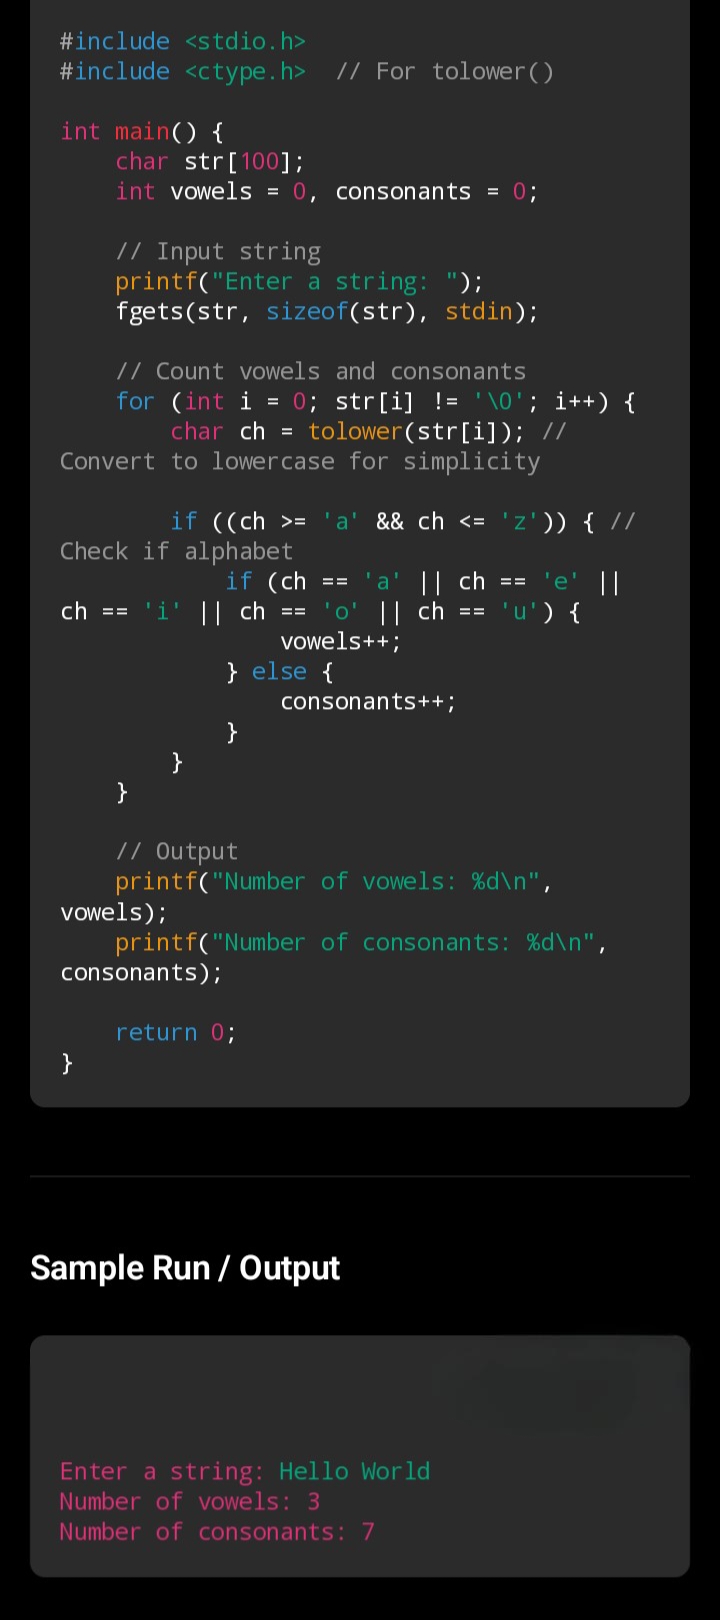 #include <stdio.h>
#include <ctype.h>  // For tolower()

int main() {
    char str[100];
    int vowels = 0, consonants = 0;

    // Input string
    printf("Enter a string: ");
    fgets(str, sizeof(str), stdin);

    // Count vowels and consonants
    for (int i = 0; str[i] != '\0'; i++) {
        char ch = tolower(str[i]); //
Convert to lowercase for simplicity

        if ((ch >= 'a' && ch <= 'z')) { //
Check if alphabet
            if (ch == 'a' || ch == 'e' ||
ch == 'i' || ch == 'o' || ch == 'u') {
                vowels++;
            } else {
                consonants++;
            }
        }
    }

    // Output
    printf("Number of vowels: %d\n",
vowels);
    printf("Number of consonants: %d\n",
consonants);

    return 0;
}

Sample Run / Output

Enter a string: Hello World
Number of vowels: 3
Number of consonants: 7